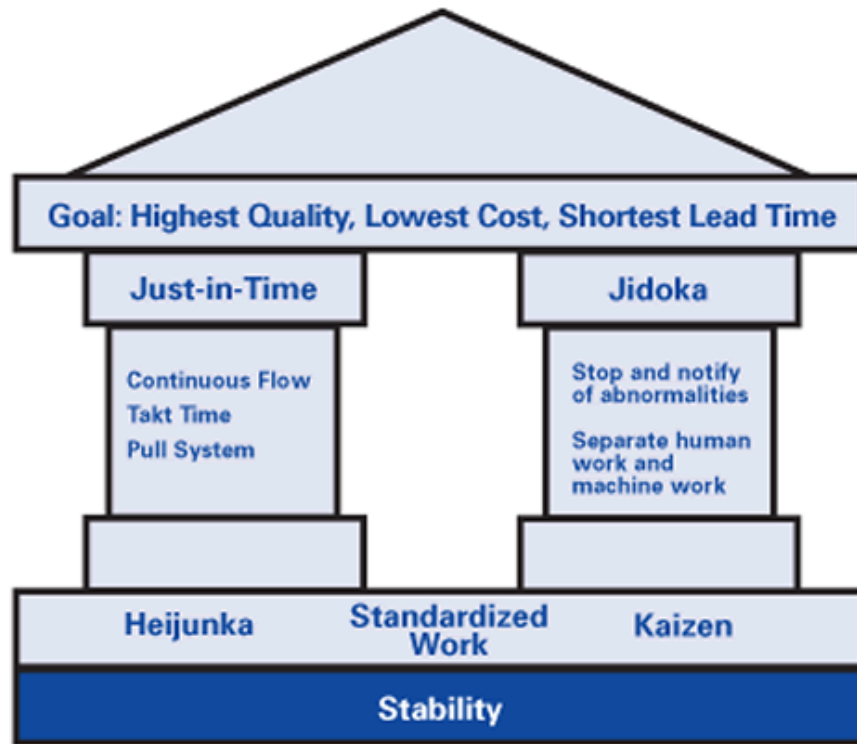 Goal: Highest Quality, Lowest Cost, Shortest Lead Time
Just-in-Time
Continuous Flow
Takt Time
Pull System
Jidoka
Stop and notify
of abnormalities
Separate human
work and
machine work
Heijunka
Standardized
Work
Kaizen
Stability